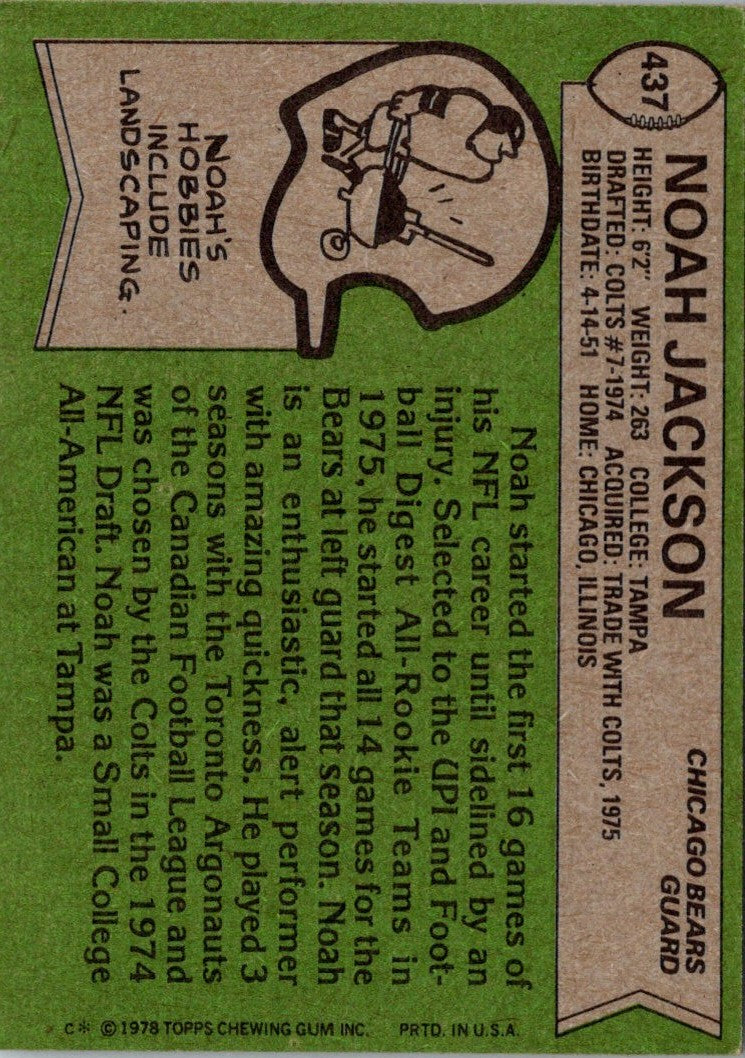 437
NOAH JACKSON
CHICAGO BEARS
GUARD
HEIGHT: 6'2" WEIGHT: 263 COLLEGE: TAMPA
DRAFTED: COLTS #7-1974 ACQUIRED: TRADE WITH COLTS, 1975
BIRTHDATE: 4-14-51 HOME: CHICAGO, ILLINOIS
NOAH'S
HOBBIES
INCLUDE
LANDSCAPING.
Noah started the first 16 games of
his NFL career until sidelined by an
injury. Selected to the UPI and Foot-
ball Digest All-Rookie Teams in
1975, he started all 14 games for the
Bears at left guard that season. Noah
is an enthusiastic, alert performer
with amazing quickness. He played 3
seasons with the Toronto Argonauts
of the Canadian Football League and
was chosen by the Colts in the 1974
NFL Draft. Noah was a Small College
All-American at Tampa.
C* © 1978 TOPPS CHEWING GUM INC. PRTD. IN U.S.A.